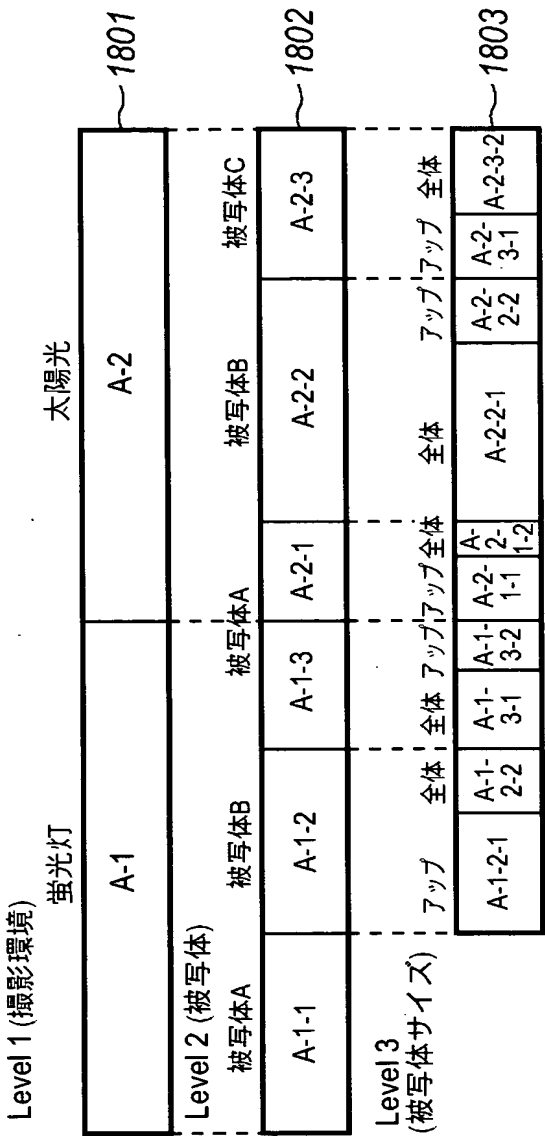 Level 1 (撮影環境)
蛍光灯
太陽光
A-1
A-2
1801
Level 2 (被写体)
被写体A
被写体B
被写体A
被写体B
被写体C
A-1-1
A-1-2
A-1-3
A-2-1
A-2-2
A-2-3
1802
Level 3
(被写体サイズ)
アップ
全体
全体
アップ
アップ
全体
全体
アップ
アップ
全体
A-1-2-1
A-1-
2-2
A-1-
3-1
A-1-
3-2
A-2-
1-1
A-
2-
1-2
A-2-2-1
A-2-
2-2
A-2-
3-1
A-2-3-2
1803